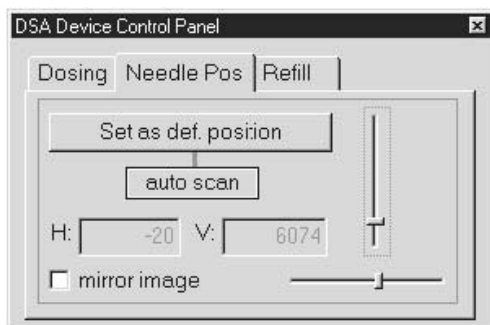 DSA Device Control Panel
Dosing Needle Pos Refill
Set as def. position
auto scan
H: -20 V: 6074
mirror image